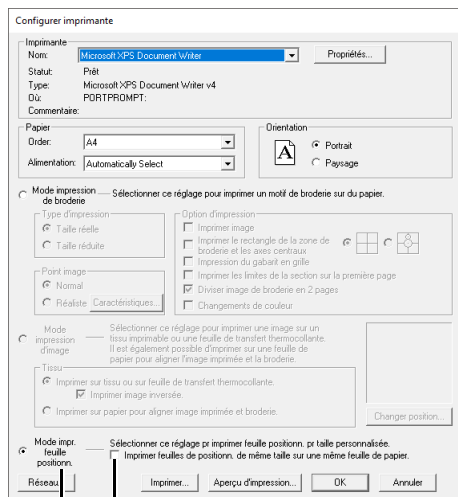 Configurer imprimante
Imprimante
Nom: Microsoft XPS Document Writer Propriétés...
Statut: Prêt
Type: Microsoft XPS Document Writer v4
Où: PORTPROMPT:
Commentaire:
Papier
Order: A4
Alimentation: Automatically Select
Orientation
A
Portrait
Paysage
Mode impression de broderie
Sélectionner ce réglage pour imprimer un motif de broderie sur du papier.
Type d'impression
Taille réelle
Taille réduite
Point image
Normal
Réaliste Caractéristiques...
Option d'impression
Imprimer image
Imprimer le rectangle de la zone de
broderie et les axes centraux
Impression du gabarit en grille
Imprimer les limites de la section sur la première page
Diviser image de broderie en 2 pages
Changements de couleur
Mode
impression
d'image
Sélectionner ce réglage pour imprimer une image sur un
tissu imprimable ou une feuille de transfert thermocollante.
Il est également possible d'imprimer sur une feuille de
papier pour aligner l'image imprimée et la broderie.
Tissu
Imprimer sur tissu ou sur feuille de transfert thermocollante.
Imprimer image inversée.
Imprimer sur papier pour aligner image imprimée et broderie.
Changer position...
Mode impr.
feuille
positionn.
Sélectionner ce réglage pr imprimer feuille positionn. pr taille personnalisée.
Imprimer feuilles de positionn. de même taille sur une même feuille de papier.
Réseau... Imprimer... Aperçu d'impression... OK Annuler